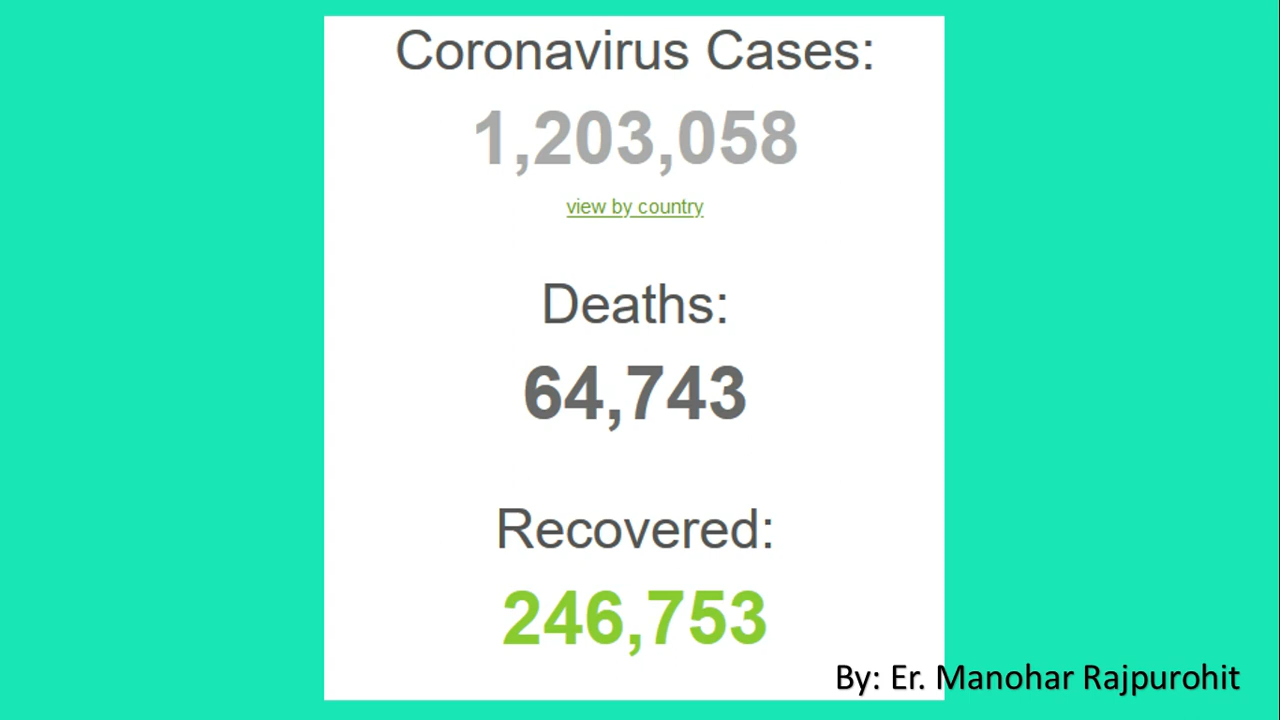 Coronavirus Cases:
1,203,058
view by country
Deaths:
64,743
Recovered:
246,753
By: Er. Manohar Rajpurohit